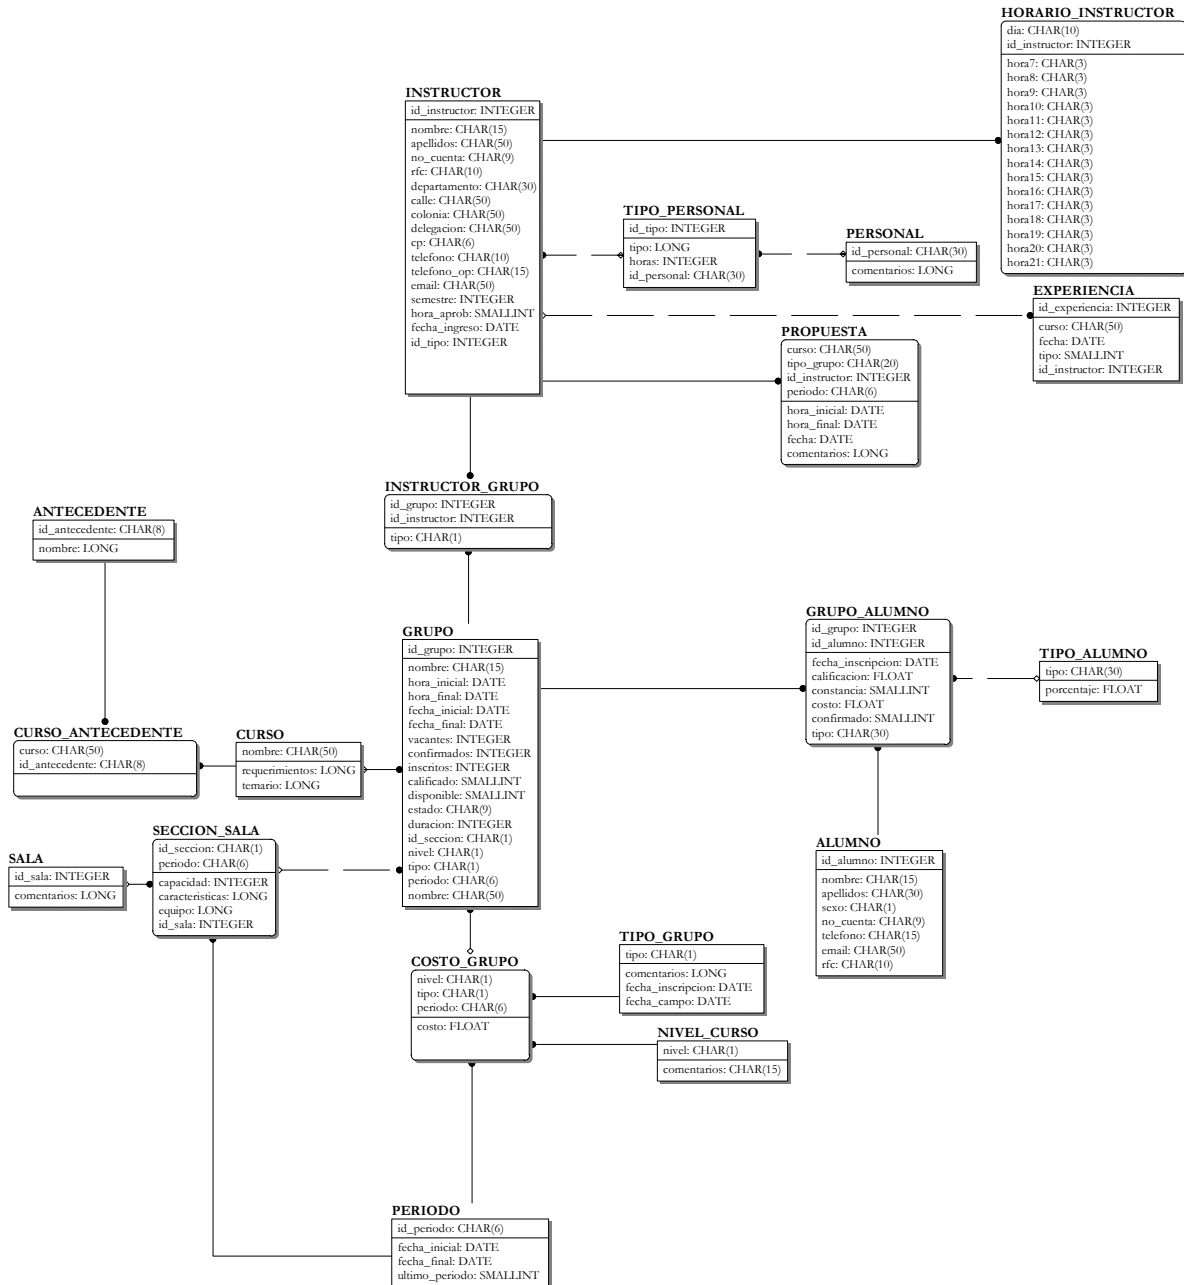 HORARIO_INSTRUCTOR
dia: CHAR(10)
id_instructor: INTEGER
hora7: CHAR(3)
hora8: CHAR(3)
hora9: CHAR(3)
hora10: CHAR(3)
hora11: CHAR(3)
hora12: CHAR(3)
hora13: CHAR(3)
hora14: CHAR(3)
hora15: CHAR(3)
hora16: CHAR(3)
hora17: CHAR(3)
hora18: CHAR(3)
hora19: CHAR(3)
hora20: CHAR(3)
hora21: CHAR(3)
INSTRUCTOR
id_instructor: INTEGER
nombre: CHAR(15)
apellidos: CHAR(50)
no_cuenta: CHAR(9)
rfc: CHAR(10)
departamento: CHAR(30)
calle: CHAR(50)
colonia: CHAR(50)
delegacion: CHAR(50)
cp: CHAR(6)
telefono: CHAR(10)
telefono_op: CHAR(15)
email: CHAR(50)
semestre: INTEGER
hora_aprob: SMALLINT
fecha_ingreso: DATE
id_tipo: INTEGER
TIPO_PERSONAL
id_tipo: INTEGER
tipo: LONG
horas: INTEGER
id_personal: CHAR(30)
PERSONAL
id_personal: CHAR(30)
comentarios: LONG
EXPERIENCIA
id_experiencia: INTEGER
curso: CHAR(50)
fecha: DATE
tipo: SMALLINT
id_instructor: INTEGER
PROPUESTA
curso: CHAR(50)
tipo_grupo: CHAR(20)
id_instructor: INTEGER
periodo: CHAR(6)
hora_inicial: DATE
hora_final: DATE
fecha: DATE
comentarios: LONG
INSTRUCTOR_GRUPO
id_grupo: INTEGER
id_instructor: INTEGER
tipo: CHAR(1)
ANTECEDENTE
id_antecedente: CHAR(8)
nombre: LONG
GRUPO
id_grupo: INTEGER
nombre: CHAR(15)
hora_inicial: DATE
hora_final: DATE
fecha_inicial: DATE
fecha_final: DATE
vacantes: INTEGER
confirmados: INTEGER
inscritos: INTEGER
calificado: SMALLINT
disponible: SMALLINT
estado: CHAR(9)
duracion: INTEGER
id_seccion: CHAR(1)
nivel: CHAR(1)
tipo: CHAR(1)
periodo: CHAR(6)
nombre: CHAR(50)
GRUPO_ALUMNO
id_grupo: INTEGER
id_alumno: INTEGER
fecha_inscripcion: DATE
calificacion: FLOAT
constancia: SMALLINT
costo: FLOAT
confirmado: SMALLINT
tipo: CHAR(30)
TIPO_ALUMNO
tipo: CHAR(30)
porcentaje: FLOAT
CURSO_ANTECEDENTE
curso: CHAR(50)
id_antecedente: CHAR(8)
CURSO
nombre: CHAR(50)
requerimientos: LONG
temario: LONG
SECCION_SALA
id_seccion: CHAR(1)
periodo: CHAR(6)
capacidad: INTEGER
caracteristicas: LONG
equipo: LONG
id_sala: INTEGER
SALA
id_sala: INTEGER
comentarios: LONG
ALUMNO
id_alumno: INTEGER
nombre: CHAR(15)
apellidos: CHAR(30)
sexo: CHAR(1)
no_cuenta: CHAR(9)
telefono: CHAR(15)
email: CHAR(50)
rfc: CHAR(10)
COSTO_GRUPO
nivel: CHAR(1)
tipo: CHAR(1)
periodo: CHAR(6)
costo: FLOAT
TIPO_GRUPO
tipo: CHAR(1)
comentarios: LONG
fecha_inscripcion: DATE
fecha_campo: DATE
NIVEL_CURSO
nivel: CHAR(1)
comentarios: CHAR(15)
PERIODO
id_periodo: CHAR(6)
fecha_inicial: DATE
fecha_final: DATE
ultimo_periodo: SMALLINT